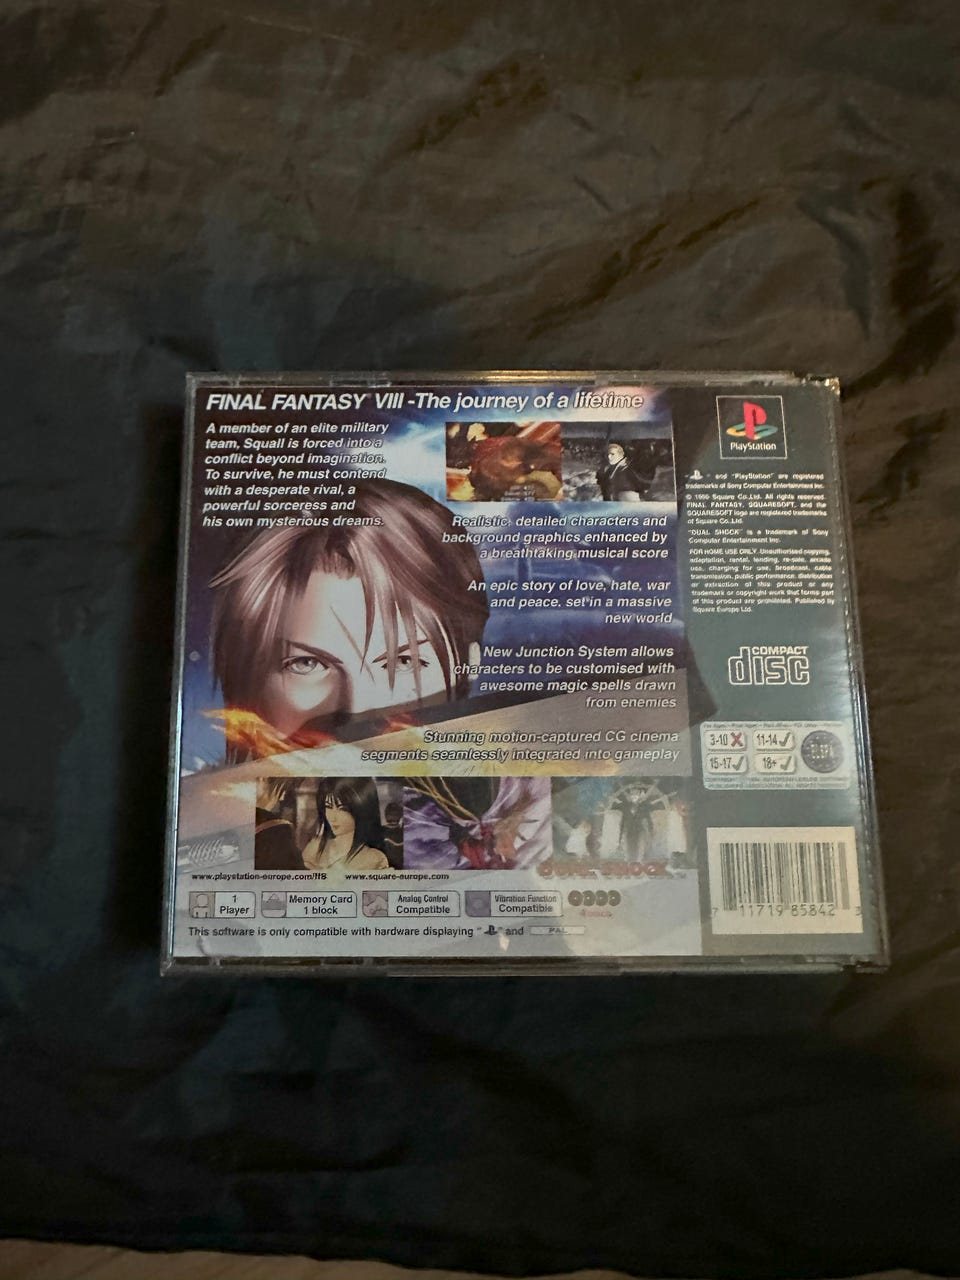 FINAL FANTASY VIII -The journey of a lifetime
A member of an elite military
team, Squall is forced into a
conflict beyond imagination.
To survive, he must contend
with a desperate rival, a
powerful sorceress and
his own mysterious dreams.
Realistic, detailed characters and
background graphics enhanced by
a breathtaking musical score
An epic story of love, hate, war
and peace, set in a massive
new world
New Junction System allows
characters to be customised with
awesome magic spells drawn
from enemies
Stunning motion-captured CG cinema
segments seamlessly integrated into gameplay
DUAL SHOCK
www.playstation-europe.com/ff8 www.square-europe.com
1
Player
Memory Card
1 block
Analog Control
Compatible
Vibration Function
Compatible
4 DISCS
This software is only compatible with hardware displaying " " and PAL
PlayStation
" " and "PlayStation" are registered
trademarks of Sony Computer Entertainment Inc.
© 1999 Square Co.,Ltd. All rights reserved.
FINAL FANTASY, SQUARESOFT, and the
SQUARESOFT logo are registered trademarks
of Square Co.,Ltd.
"DUAL SHOCK" is a trademark of Sony
Computer Entertainment Inc.
FOR HOME USE ONLY. Unauthorised copying,
adaptation, rental, lending, re-sale, arcade
use, charging for use, broadcast, cable
transmission, public performance, distribution
or extraction of this product or any
trademark or copyright work that forms part
of this product are prohibited. Published by
Square Europe Ltd.
COMPACT
disc
3-10 11-14
15-17 18+
ELSPA
7 11719 85842 3